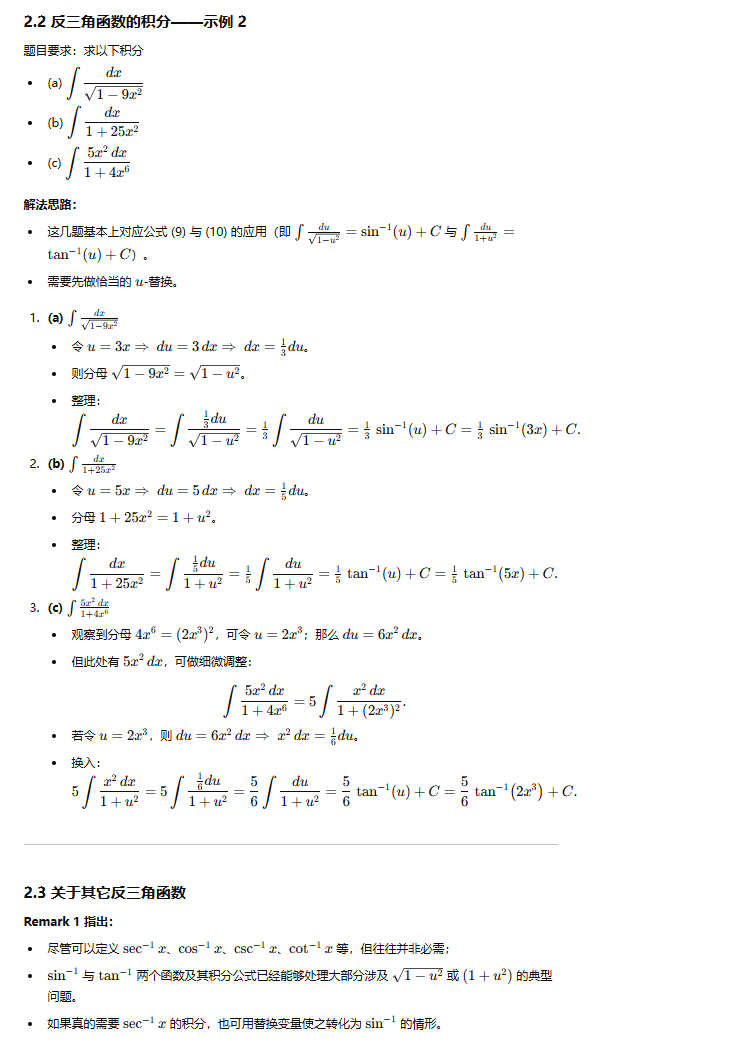 2.2 反三角函数的积分——示例 2
题目要求：求以下积分
• (a) ∫ dx / √(1 − 9x²)
• (b) ∫ dx / (1 + 25x²)
• (c) ∫ 5x² dx / (1 + 4x⁶)
解法思路：
• 这几题基本上对应公式 (9) 与 (10) 的应用（即 ∫ du/√(1−u²) = sin⁻¹(u) + C 与 ∫ du/(1+u²) =
tan⁻¹(u) + C）。
• 需要先做恰当的 u-替换。
1. (a) ∫ dx/√(1−9x²)
• 令 u = 3x ⇒ du = 3 dx ⇒ dx = ⅓ du。
• 则分母 √(1 − 9x²) = √(1 − u²)。
• 整理：
∫ dx/√(1 − 9x²) = ∫ ⅓du/√(1 − u²) = ⅓ ∫ du/√(1 − u²) = ⅓ sin⁻¹(u) + C = ⅓ sin⁻¹(3x) + C.
2. (b) ∫ dx/(1+25x²)
• 令 u = 5x ⇒ du = 5 dx ⇒ dx = ⅕ du。
• 分母 1 + 25x² = 1 + u²。
• 整理：
∫ dx/(1 + 25x²) = ∫ ⅕du/(1 + u²) = ⅕ ∫ du/(1 + u²) = ⅕ tan⁻¹(u) + C = ⅕ tan⁻¹(5x) + C.
3. (c) ∫ 5x² dx/(1+4x⁶)
• 观察到分母 4x⁶ = (2x³)²，可令 u = 2x³；那么 du = 6x² dx。
• 但此处有 5x² dx，可做细微调整：
∫ 5x² dx/(1 + 4x⁶) = 5 ∫ x² dx/(1 + (2x³)²).
• 若令 u = 2x³，则 du = 6x² dx ⇒ x² dx = ⅙ du。
• 换入：
5 ∫ x² dx/(1 + u²) = 5 ∫ ⅙du/(1 + u²) = 5/6 ∫ du/(1 + u²) = 5/6 tan⁻¹(u) + C = 5/6 tan⁻¹(2x³) + C.
2.3 关于其它反三角函数
Remark 1 指出：
• 尽管可以定义 sec⁻¹ x、cos⁻¹ x、csc⁻¹ x、cot⁻¹ x 等，但往往并非必需；
• sin⁻¹ 与 tan⁻¹ 两个函数及其积分公式已经能够处理大部分涉及 √(1 − u²) 或 (1 + u²) 的典型
问题。
• 如果真的需要 sec⁻¹ x 的积分，也可用替换变量使之转化为 sin⁻¹ 的情形。